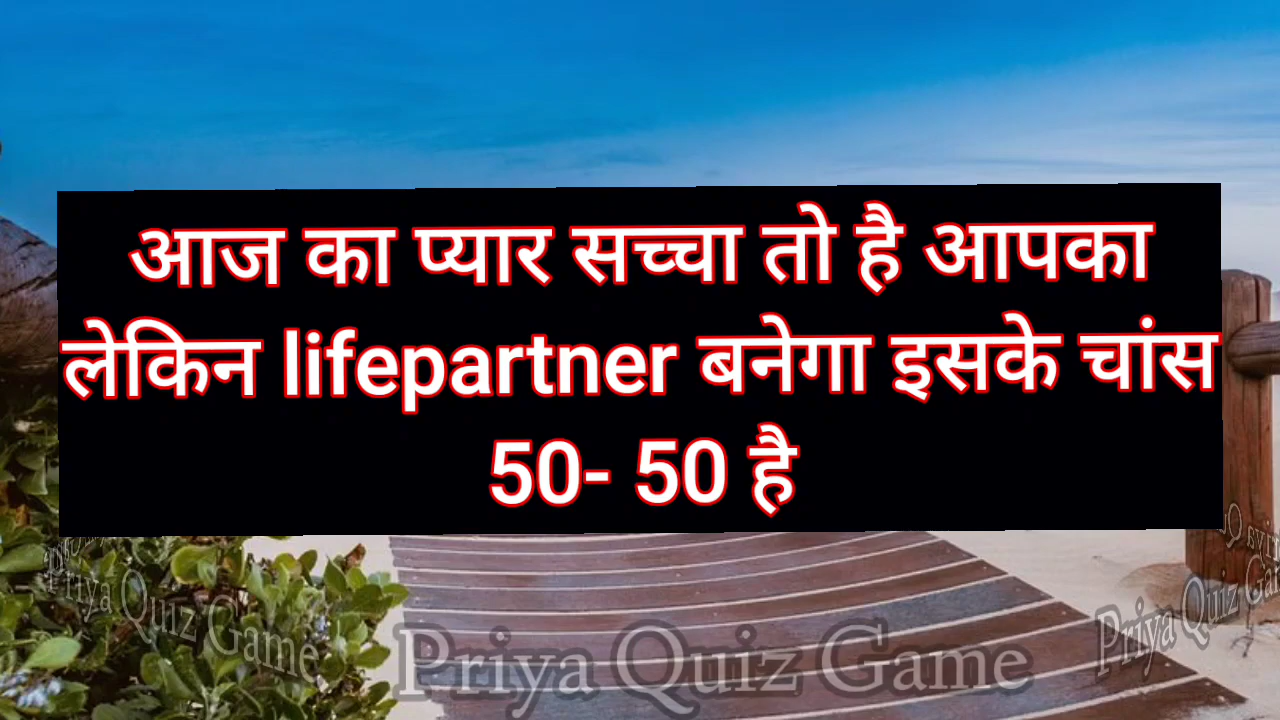 आज का प्यार सच्चा तो है आपका
लेकिन lifepartner बनेगा इसके चांस
50- 50 है
Priya Quiz Game
Priya Quiz Game
Priya Quiz Game